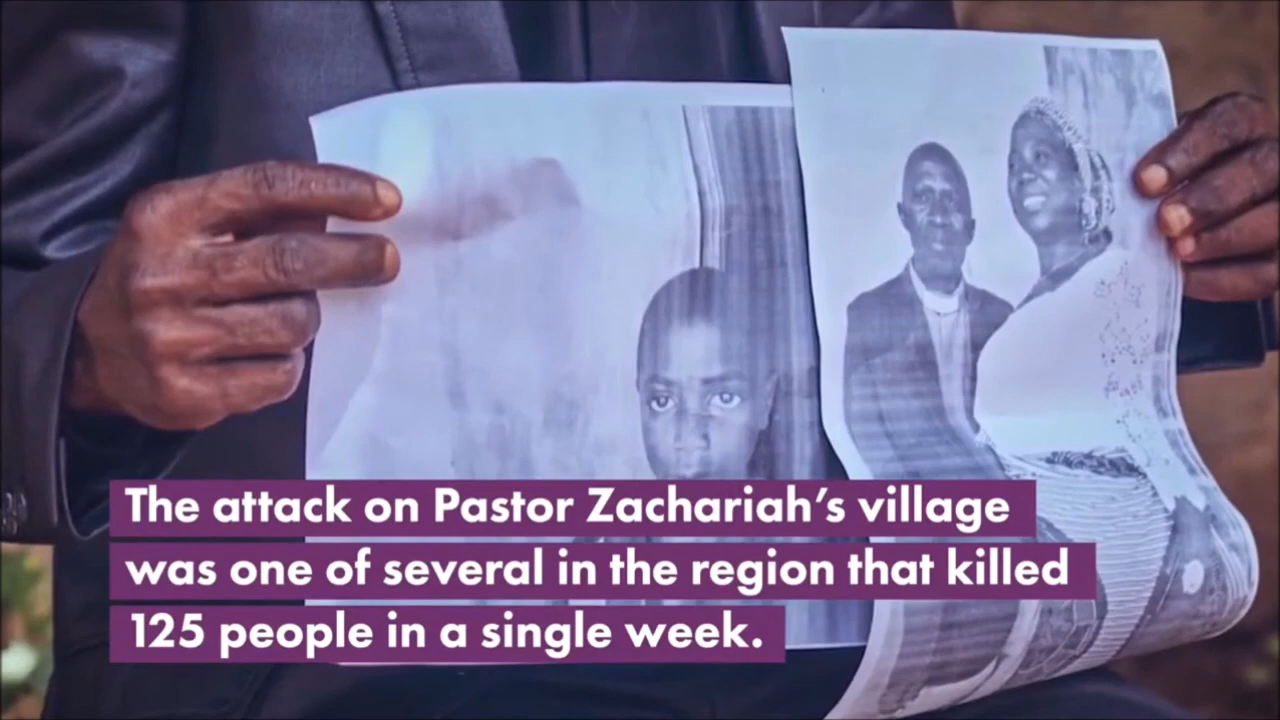 The attack on Pastor Zachariah’s village
was one of several in the region that killed
125 people in a single week.